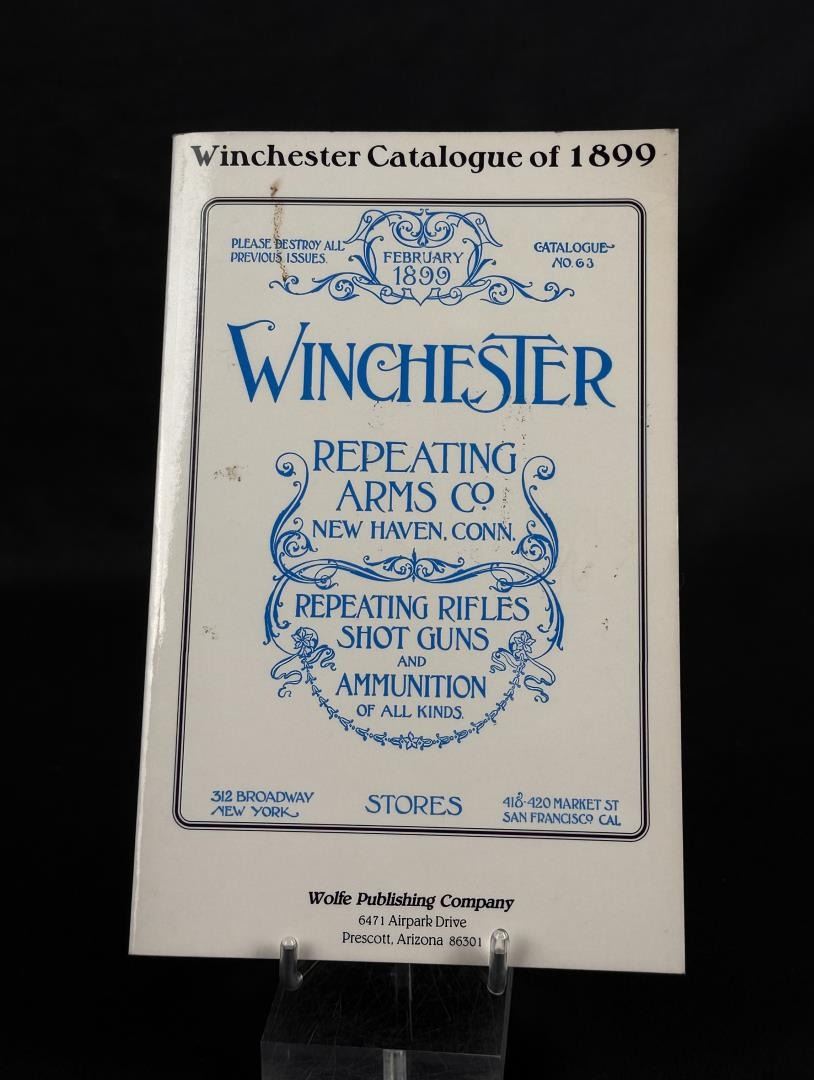 Winchester Catalogue of 1899
PLEASE DESTROY ALL
PREVIOUS ISSUES.
FEBRUARY
1899
CATALOGUE
NO. 63
WINCHESTER
REPEATING
ARMS CO
NEW HAVEN, CONN.
REPEATING RIFLES
SHOT GUNS
AND
AMMUNITION
OF ALL KINDS.
312 BROADWAY
NEW YORK
STORES
418-420 MARKET ST
SAN FRANCISCO CAL
Wolfe Publishing Company
6471 Airpark Drive
Prescott, Arizona 86301